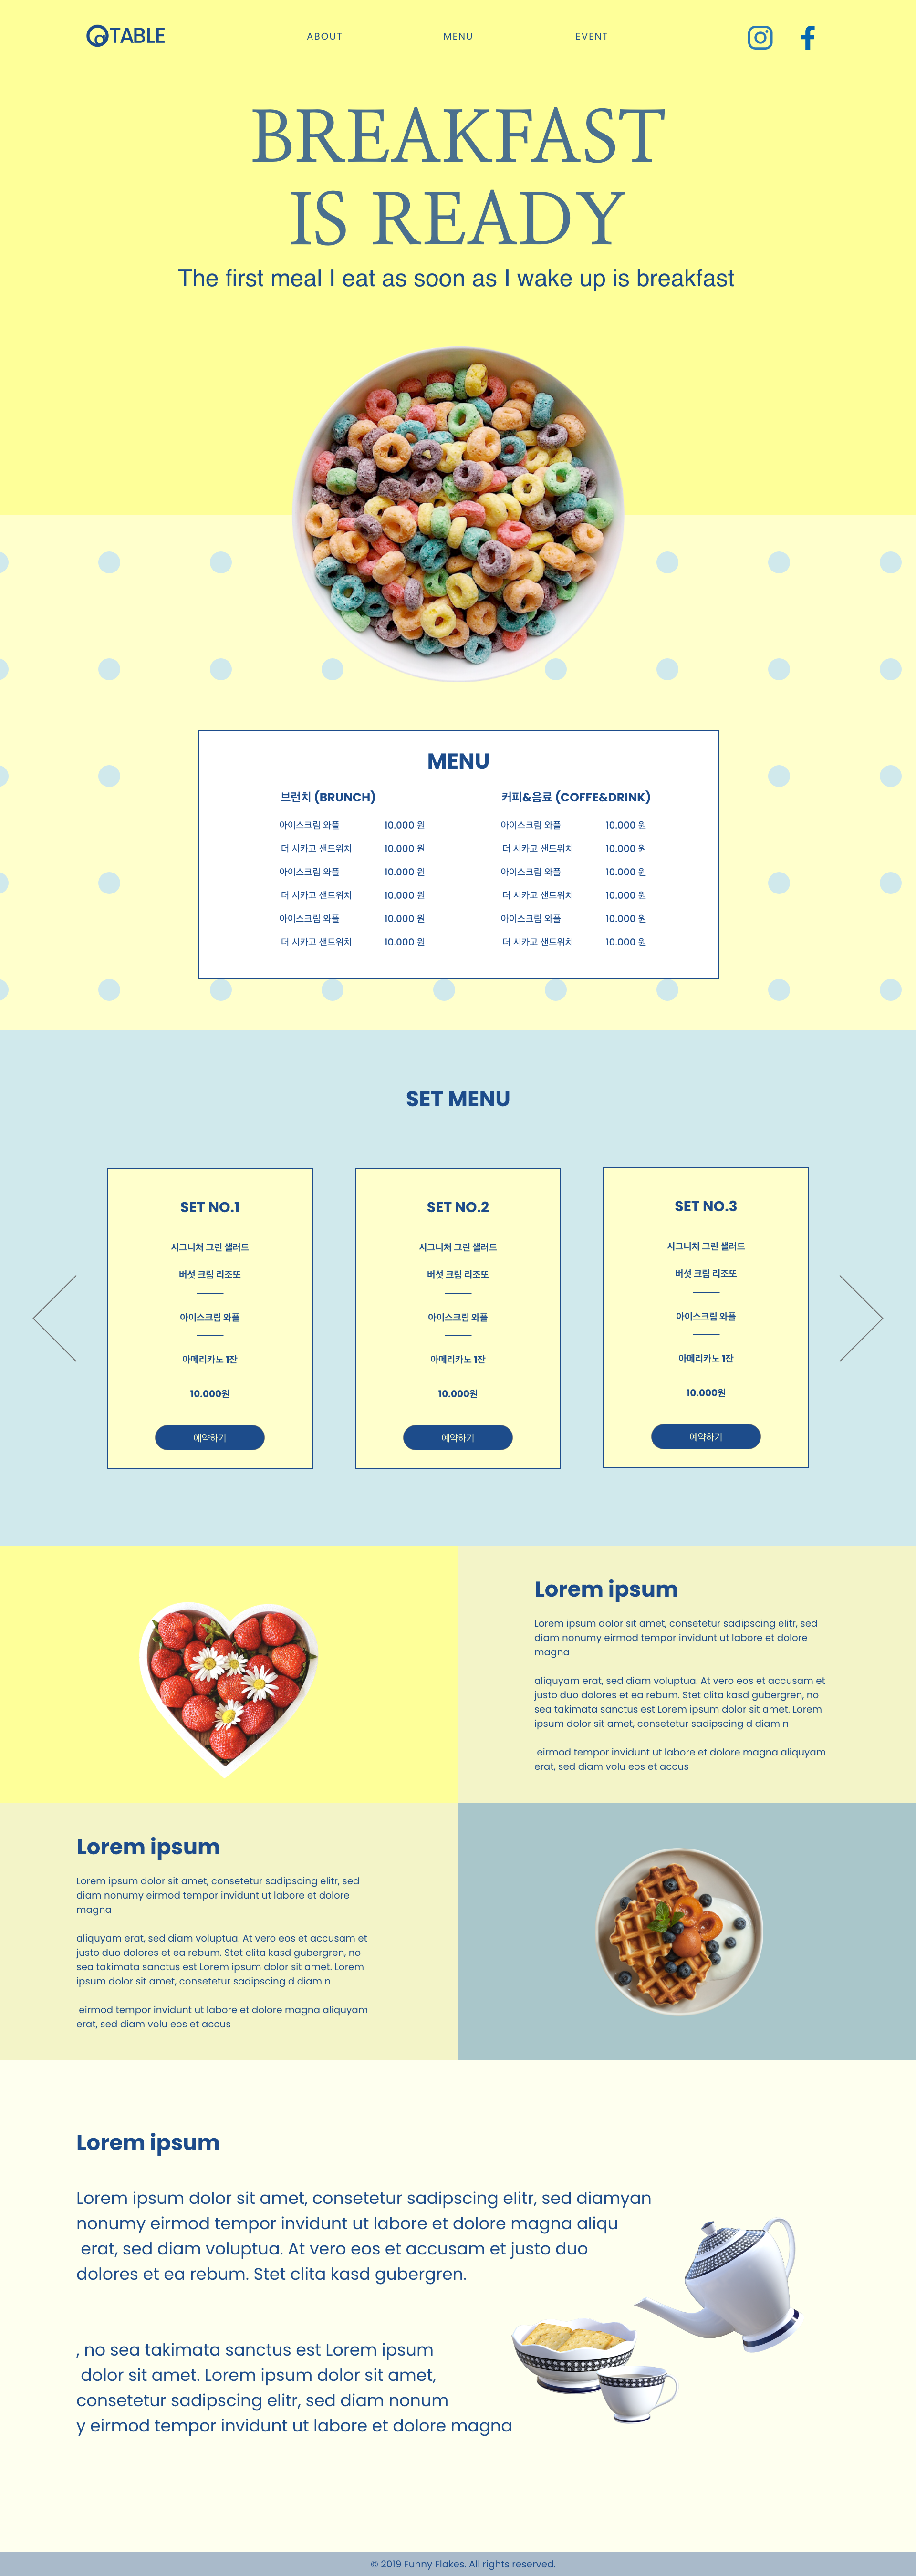 TABLE
ABOUT
MENU
EVENT
BREAKFAST
IS READY
The first meal I eat as soon as I wake up is breakfast
MENU
브런치 (BRUNCH)
아이스크림 와플 10.000 원
더 시카고 샌드위치 10.000 원
아이스크림 와플 10.000 원
더 시카고 샌드위치 10.000 원
아이스크림 와플 10.000 원
더 시카고 샌드위치 10.000 원
커피&음료 (COFFE&DRINK)
아이스크림 와플 10.000 원
더 시카고 샌드위치 10.000 원
아이스크림 와플 10.000 원
더 시카고 샌드위치 10.000 원
아이스크림 와플 10.000 원
더 시카고 샌드위치 10.000 원
SET MENU
SET NO.1
시그니처 그린 샐러드
버섯 크림 리조또
아이스크림 와플
아메리카노 1잔
10.000원
예약하기
SET NO.2
시그니처 그린 샐러드
버섯 크림 리조또
아이스크림 와플
아메리카노 1잔
10.000원
예약하기
SET NO.3
시그니처 그린 샐러드
버섯 크림 리조또
아이스크림 와플
아메리카노 1잔
10.000원
예약하기
Lorem ipsum
Lorem ipsum dolor sit amet, consetetur sadipscing elitr, sed
diam nonumy eirmod tempor invidunt ut labore et dolore
magna
aliquyam erat, sed diam voluptua. At vero eos et accusam et
justo duo dolores et ea rebum. Stet clita kasd gubergren, no
sea takimata sanctus est Lorem ipsum dolor sit amet. Lorem
ipsum dolor sit amet, consetetur sadipscing d diam n
eirmod tempor invidunt ut labore et dolore magna aliquyam
erat, sed diam volu eos et accus
Lorem ipsum
Lorem ipsum dolor sit amet, consetetur sadipscing elitr, sed
diam nonumy eirmod tempor invidunt ut labore et dolore
magna
aliquyam erat, sed diam voluptua. At vero eos et accusam et
justo duo dolores et ea rebum. Stet clita kasd gubergren, no
sea takimata sanctus est Lorem ipsum dolor sit amet. Lorem
ipsum dolor sit amet, consetetur sadipscing d diam n
eirmod tempor invidunt ut labore et dolore magna aliquyam
erat, sed diam volu eos et accus
Lorem ipsum
Lorem ipsum dolor sit amet, consetetur sadipscing elitr, sed diamyan
nonumy eirmod tempor invidunt ut labore et dolore magna aliqu
erat, sed diam voluptua. At vero eos et accusam et justo duo
dolores et ea rebum. Stet clita kasd gubergren.
, no sea takimata sanctus est Lorem ipsum
dolor sit amet. Lorem ipsum dolor sit amet,
consetetur sadipscing elitr, sed diam nonum
y eirmod tempor invidunt ut labore et dolore magna
© 2019 Funny Flakes. All rights reserved.